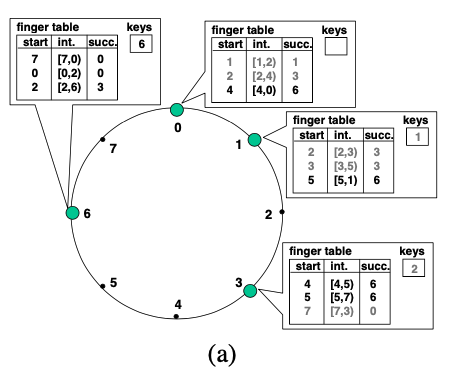 finger table keys
start int. succ. 6
7 [7,0) 0
0 [0,2) 0
2 [2,6) 3
finger table keys
start int. succ.
1 [1,2) 1
2 [2,4) 3
4 [4,0) 6
finger table keys
start int. succ. 1
2 [2,3) 3
3 [3,5) 3
5 [5,1) 6
finger table keys
start int. succ. 2
4 [4,5) 6
5 [5,7) 6
7 [7,3) 0
0
1
2
3
4
5
6
7
(a)